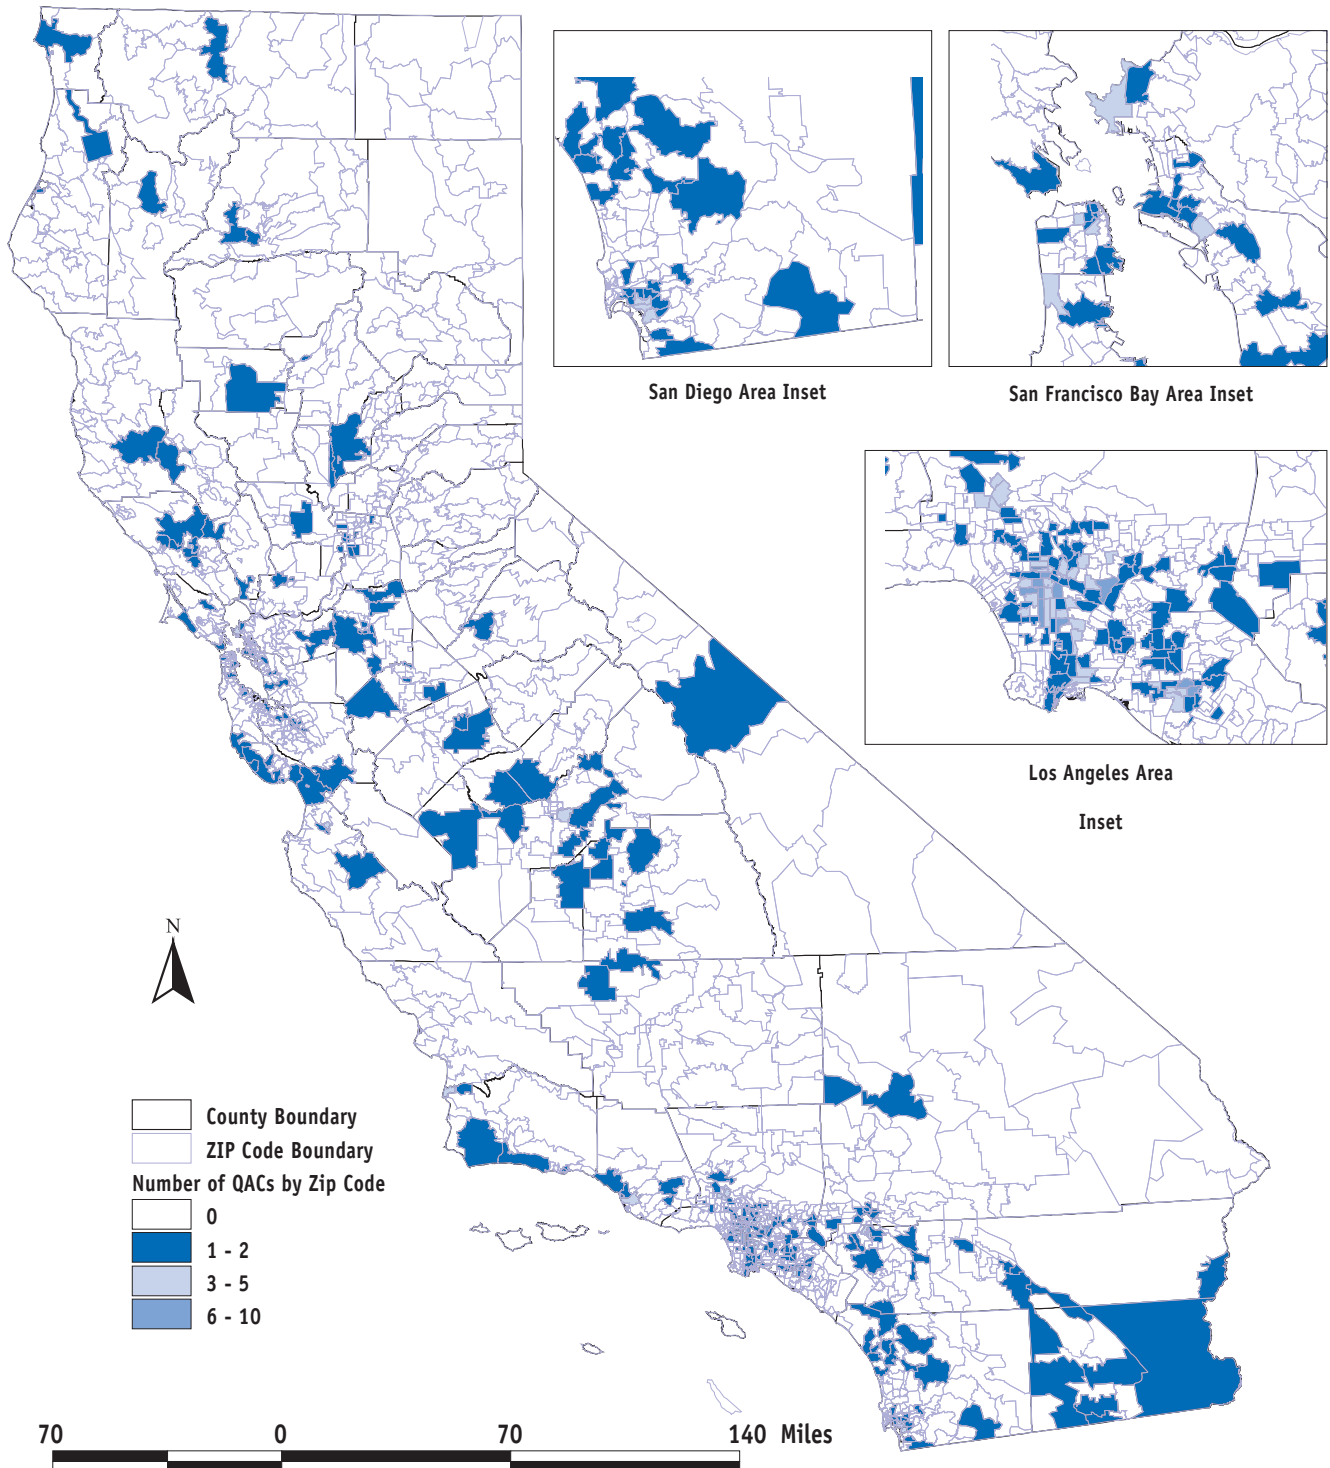 San Diego Area Inset
San Francisco Bay Area Inset
Los Angeles Area
Inset
N
County Boundary
ZIP Code Boundary
Number of QACs by Zip Code
0
1 - 2
3 - 5
6 - 10
70 0 70 140 Miles